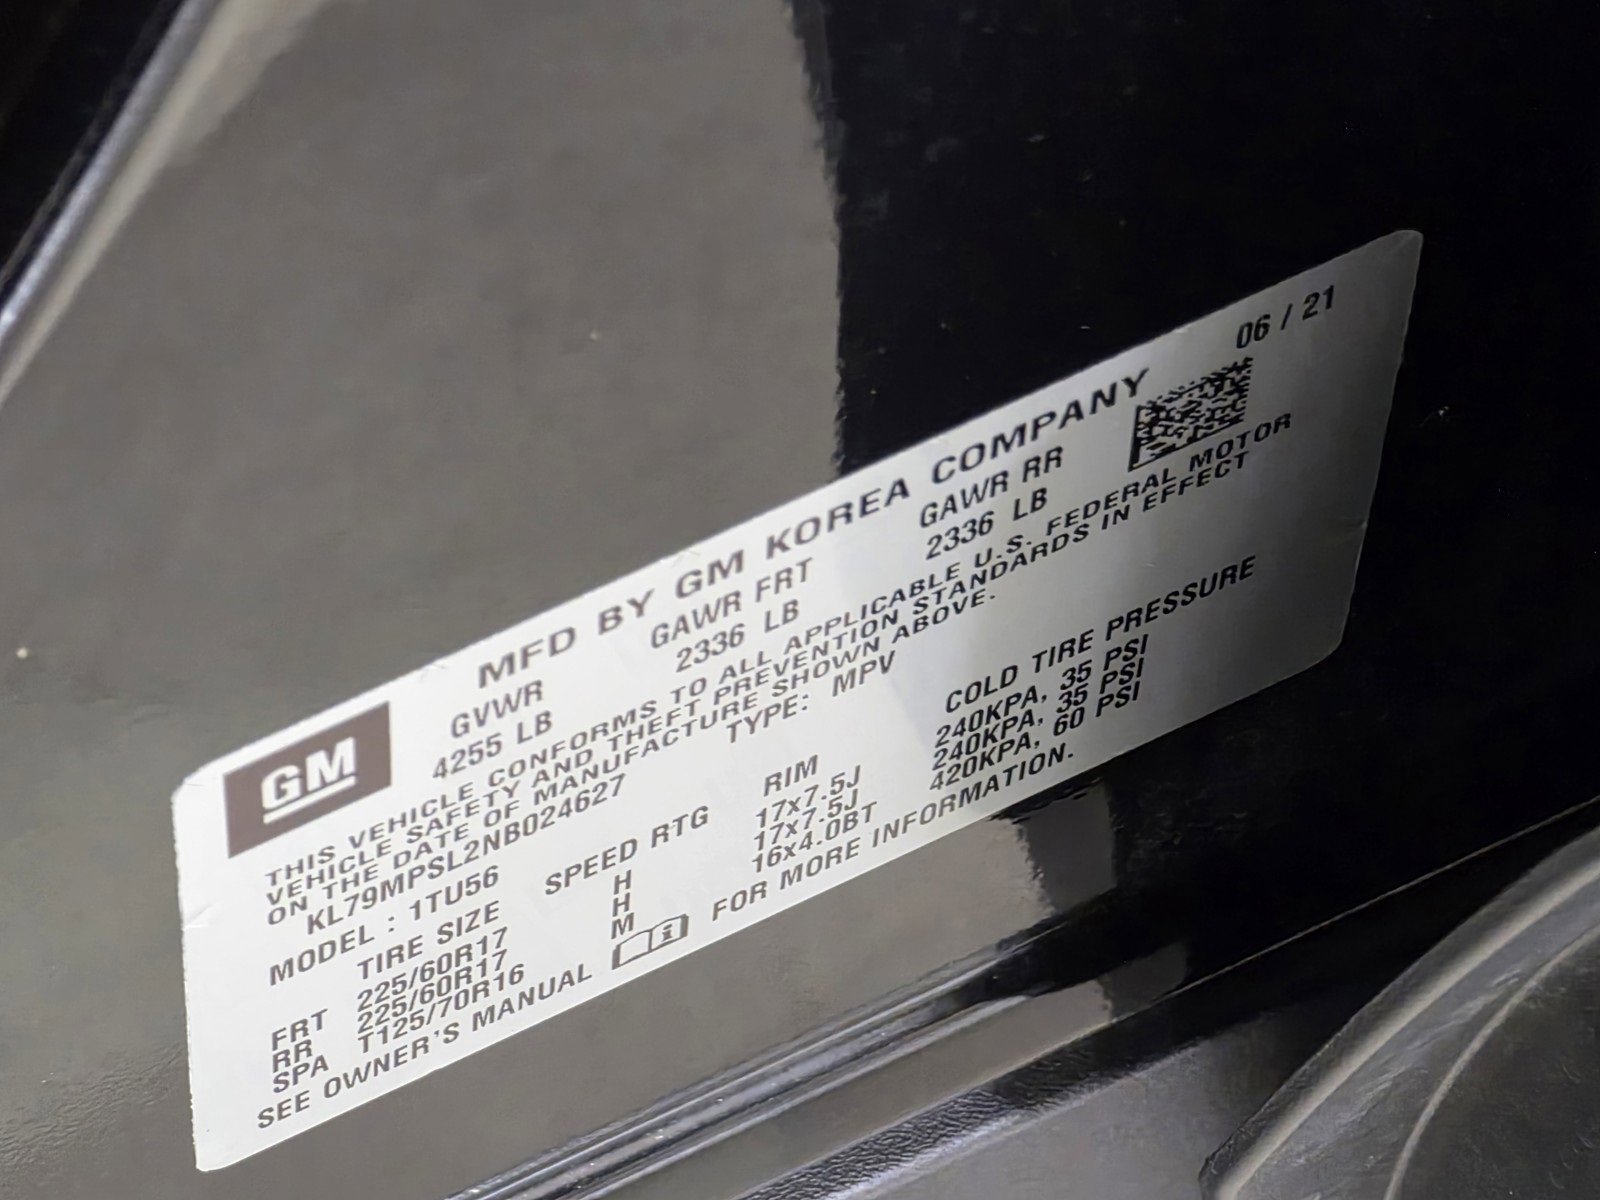 06 / 21
MFD BY GM KOREA COMPANY
GM
GVWR GAWR FRT GAWR RR
4255 LB 2336 LB 2336 LB
THIS VEHICLE CONFORMS TO ALL APPLICABLE U.S. FEDERAL MOTOR
VEHICLE SAFETY AND THEFT PREVENTION STANDARDS IN EFFECT
ON THE DATE OF MANUFACTURE SHOWN ABOVE.
KL79MPSL2NB024627 TYPE: MPV
MODEL : 1TU56
TIRE SIZE SPEED RTG RIM COLD TIRE PRESSURE
FRT 225/60R17 H 17x7.5J 240KPA, 35 PSI
RR 225/60R17 H 17x7.5J 240KPA, 35 PSI
SPA T125/70R16 M 16x4.0BT 420KPA, 60 PSI
SEE OWNER'S MANUAL FOR MORE INFORMATION.